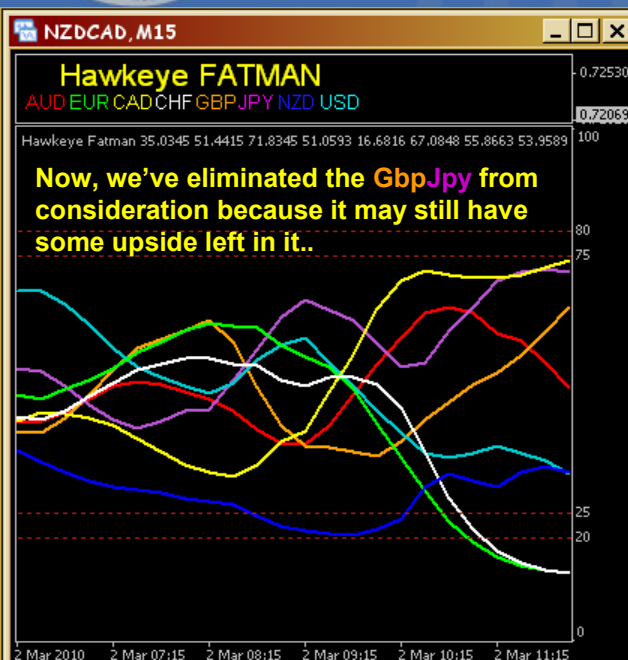 NZDCAD,M15
Hawkeye FATMAN
AUD EUR CAD CHF GBP JPY NZD USD
0.72530
0.72069
Hawkeye Fatman 35.0345 51.4415 71.8345 51.0593 16.6816 67.0848 55.8663 53.9589
100
Now, we’ve eliminated the GbpJpy from
consideration because it may still have
some upside left in it..
80
75
25
20
0
2 Mar 2010 2 Mar 07:15 2 Mar 08:15 2 Mar 09:15 2 Mar 10:15 2 Mar 11:15